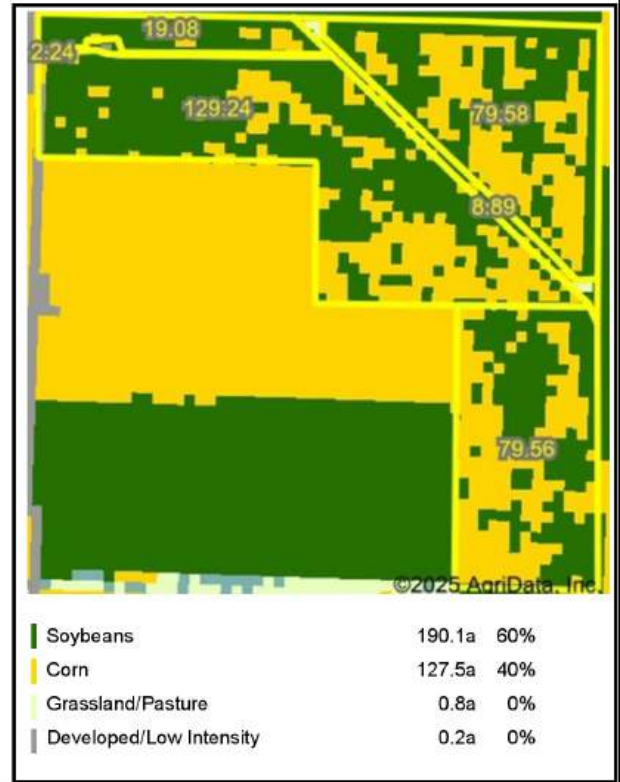 19.08
2.24
129.24
79.58
8.89
79.56
©2025 AgriData, Inc.
Soybeans 190.1a 60%
Corn 127.5a 40%
Grassland/Pasture 0.8a 0%
Developed/Low Intensity 0.2a 0%